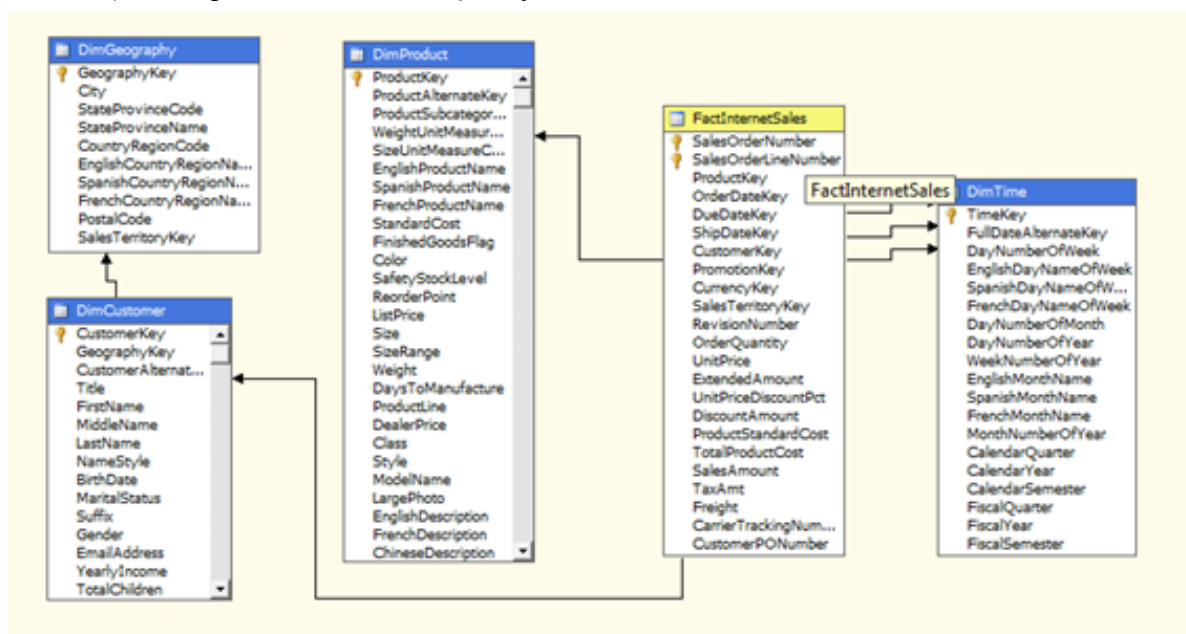 DimGeography
GeographyKey
City
StateProvinceCode
StateProvinceName
CountryRegionCode
EnglishCountryRegionNa...
SpanishCountryRegionN...
FrenchCountryRegionNa...
PostalCode
SalesTerritoryKey
DimCustomer
CustomerKey
GeographyKey
CustomerAlternat...
Title
FirstName
MiddleName
LastName
NameStyle
BirthDate
MaritalStatus
Suffix
Gender
EmailAddress
YearlyIncome
TotalChildren
DimProduct
ProductKey
ProductAlternateKey
ProductSubcategor...
WeightUnitMeasur...
SizeUnitMeasureC...
EnglishProductName
SpanishProductName
FrenchProductName
StandardCost
FinishedGoodsFlag
Color
SafetyStockLevel
ReorderPoint
ListPrice
Size
SizeRange
Weight
DaysToManufacture
ProductLine
DealerPrice
Class
Style
ModelName
LargePhoto
EnglishDescription
FrenchDescription
ChineseDescription
FactInternetSales
SalesOrderNumber
SalesOrderLineNumber
ProductKey
OrderDateKey
DueDateKey
ShipDateKey
CustomerKey
PromotionKey
CurrencyKey
SalesTerritoryKey
RevisionNumber
OrderQuantity
UnitPrice
ExtendedAmount
UnitPriceDiscountPct
DiscountAmount
ProductStandardCost
TotalProductCost
SalesAmount
TaxAmt
Freight
CarrierTrackingNum...
CustomerPONumber
FactInternetSales
DimTime
TimeKey
FullDateAlternateKey
DayNumberOfWeek
EnglishDayNameOfWeek
SpanishDayNameOfW...
FrenchDayNameOfWeek
DayNumberOfMonth
DayNumberOfYear
WeekNumberOfYear
EnglishMonthName
SpanishMonthName
FrenchMonthName
MonthNumberOfYear
CalendarQuarter
CalendarYear
CalendarSemester
FiscalQuarter
FiscalYear
FiscalSemester